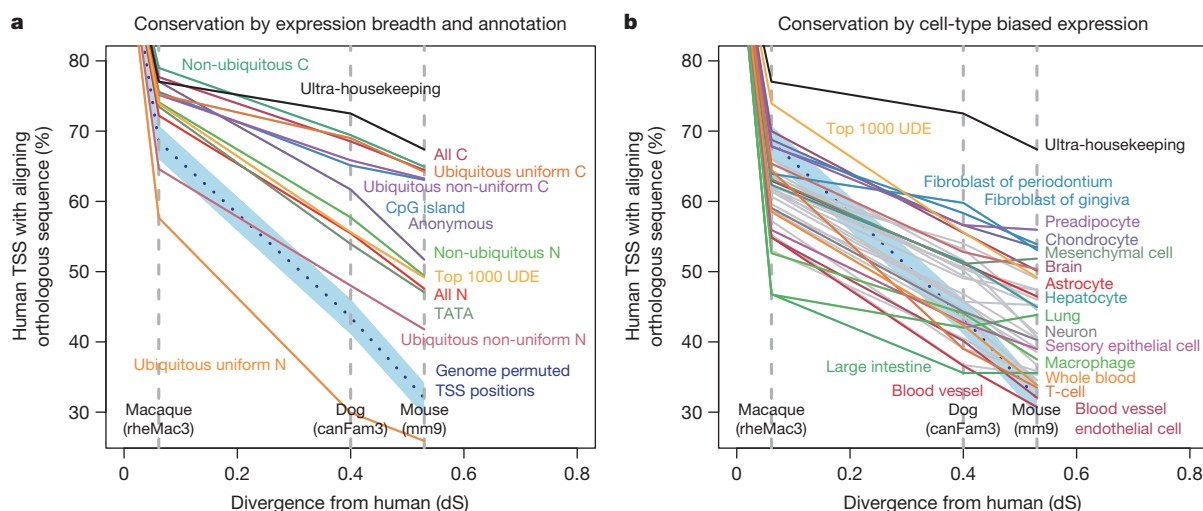 a
Conservation by expression breadth and annotation
Human TSS with aligning
orthologous sequence (%)
80
70
60
50
40
30
Non-ubiquitous C
Ultra-housekeeping
All C
Ubiquitous uniform C
Ubiquitous non-uniform C
CpG island
Anonymous
Non-ubiquitous N
Top 1000 UDE
All N
TATA
Ubiquitous non-uniform N
Ubiquitous uniform N
Genome permuted
TSS positions
Macaque
(rheMac3)
Dog
(canFam3)
Mouse
(mm9)
0
0.2
0.4
0.6
0.8
Divergence from human (dS)
b
Conservation by cell-type biased expression
Human TSS with aligning
orthologous sequence (%)
80
70
60
50
40
30
Top 1000 UDE
Ultra-housekeeping
Fibroblast of periodontium
Fibroblast of gingiva
Preadipocyte
Chondrocyte
Mesenchymal cell
Brain
Astrocyte
Hepatocyte
Lung
Neuron
Sensory epithelial cell
Macrophage
Large intestine
Whole blood
T-cell
Blood vessel
Blood vessel
endothelial cell
Macaque
(rheMac3)
Dog
(canFam3)
Mouse
(mm9)
0
0.2
0.4
0.6
0.8
Divergence from human (dS)